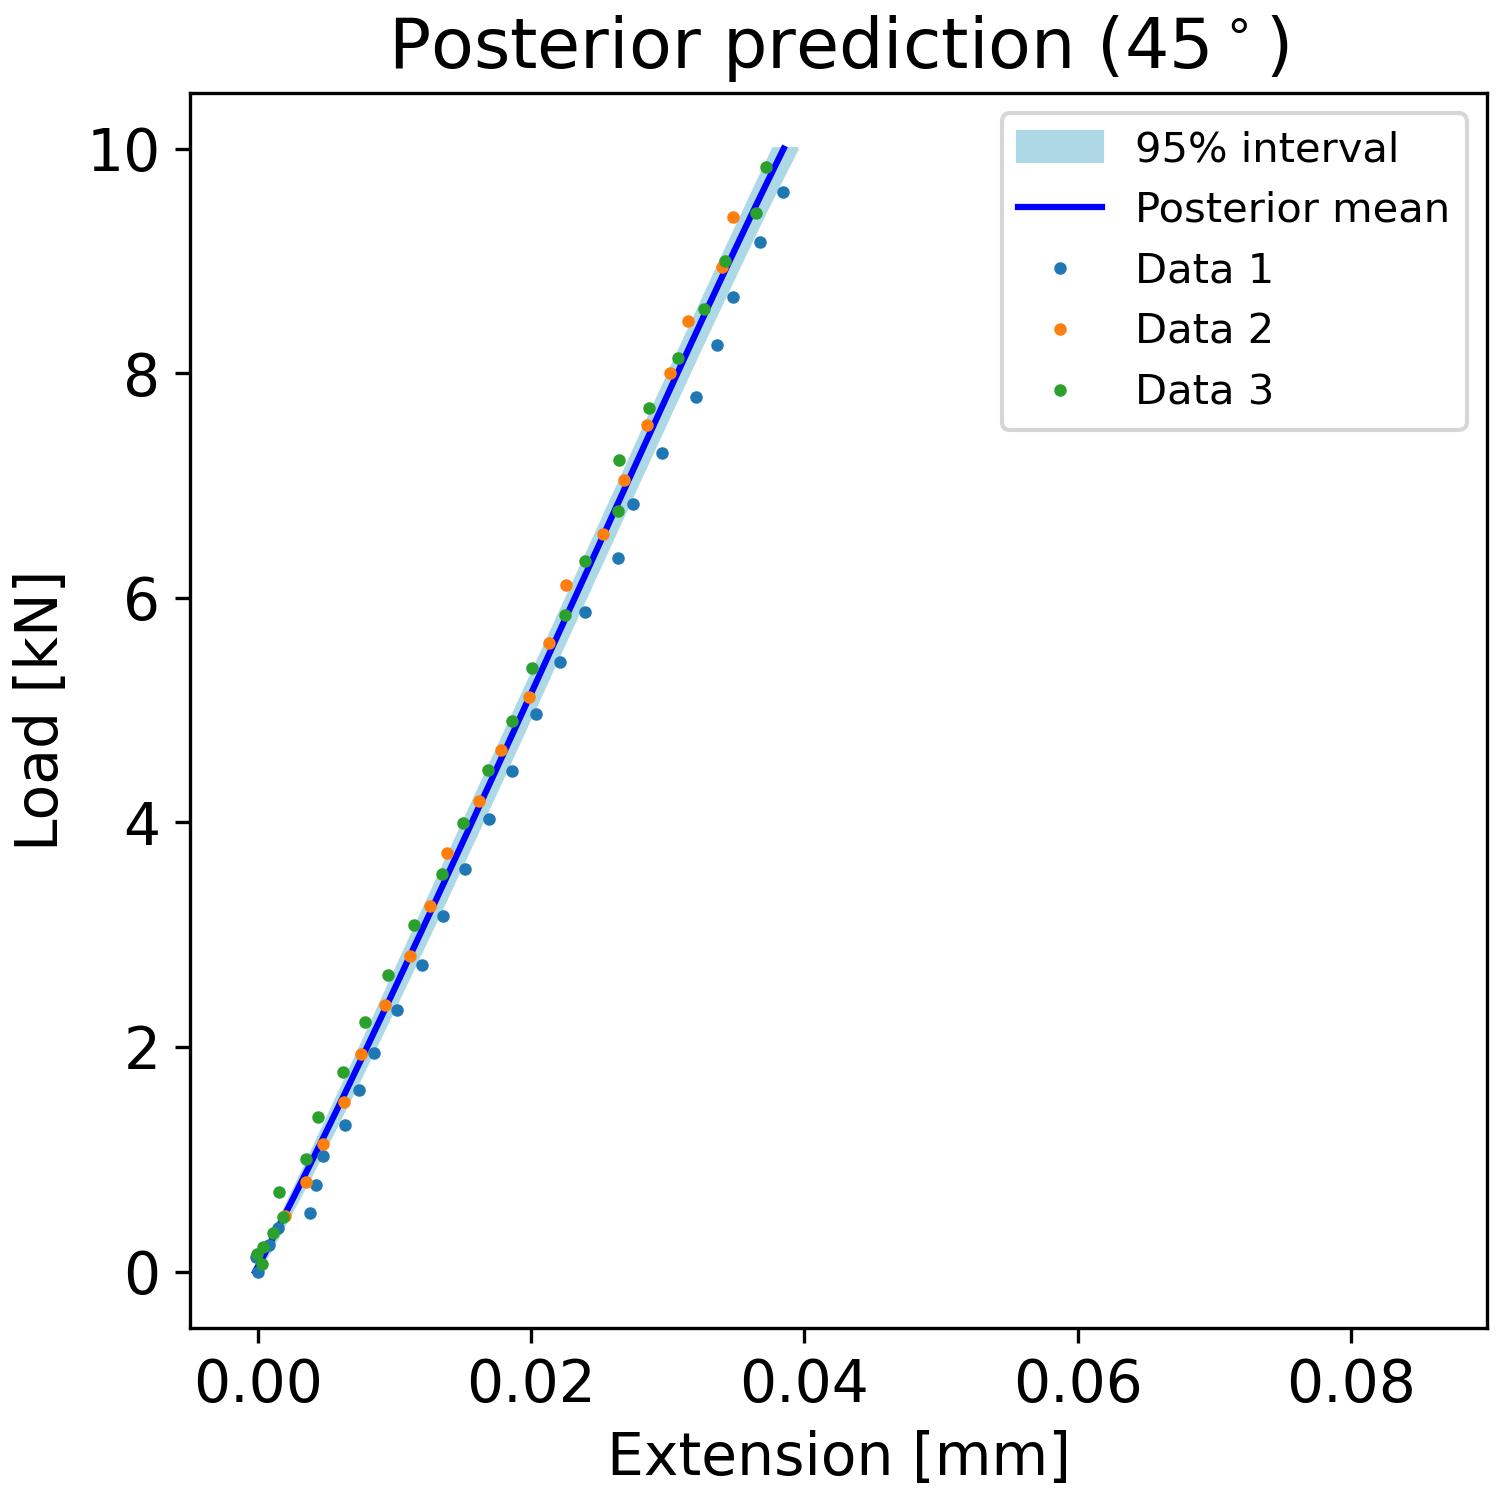 Posterior prediction (45°)
95% interval
Posterior mean
Data 1
Data 2
Data 3
10
8
6
4
2
0
Load [kN]
0.00 0.02 0.04 0.06 0.08
Extension [mm]